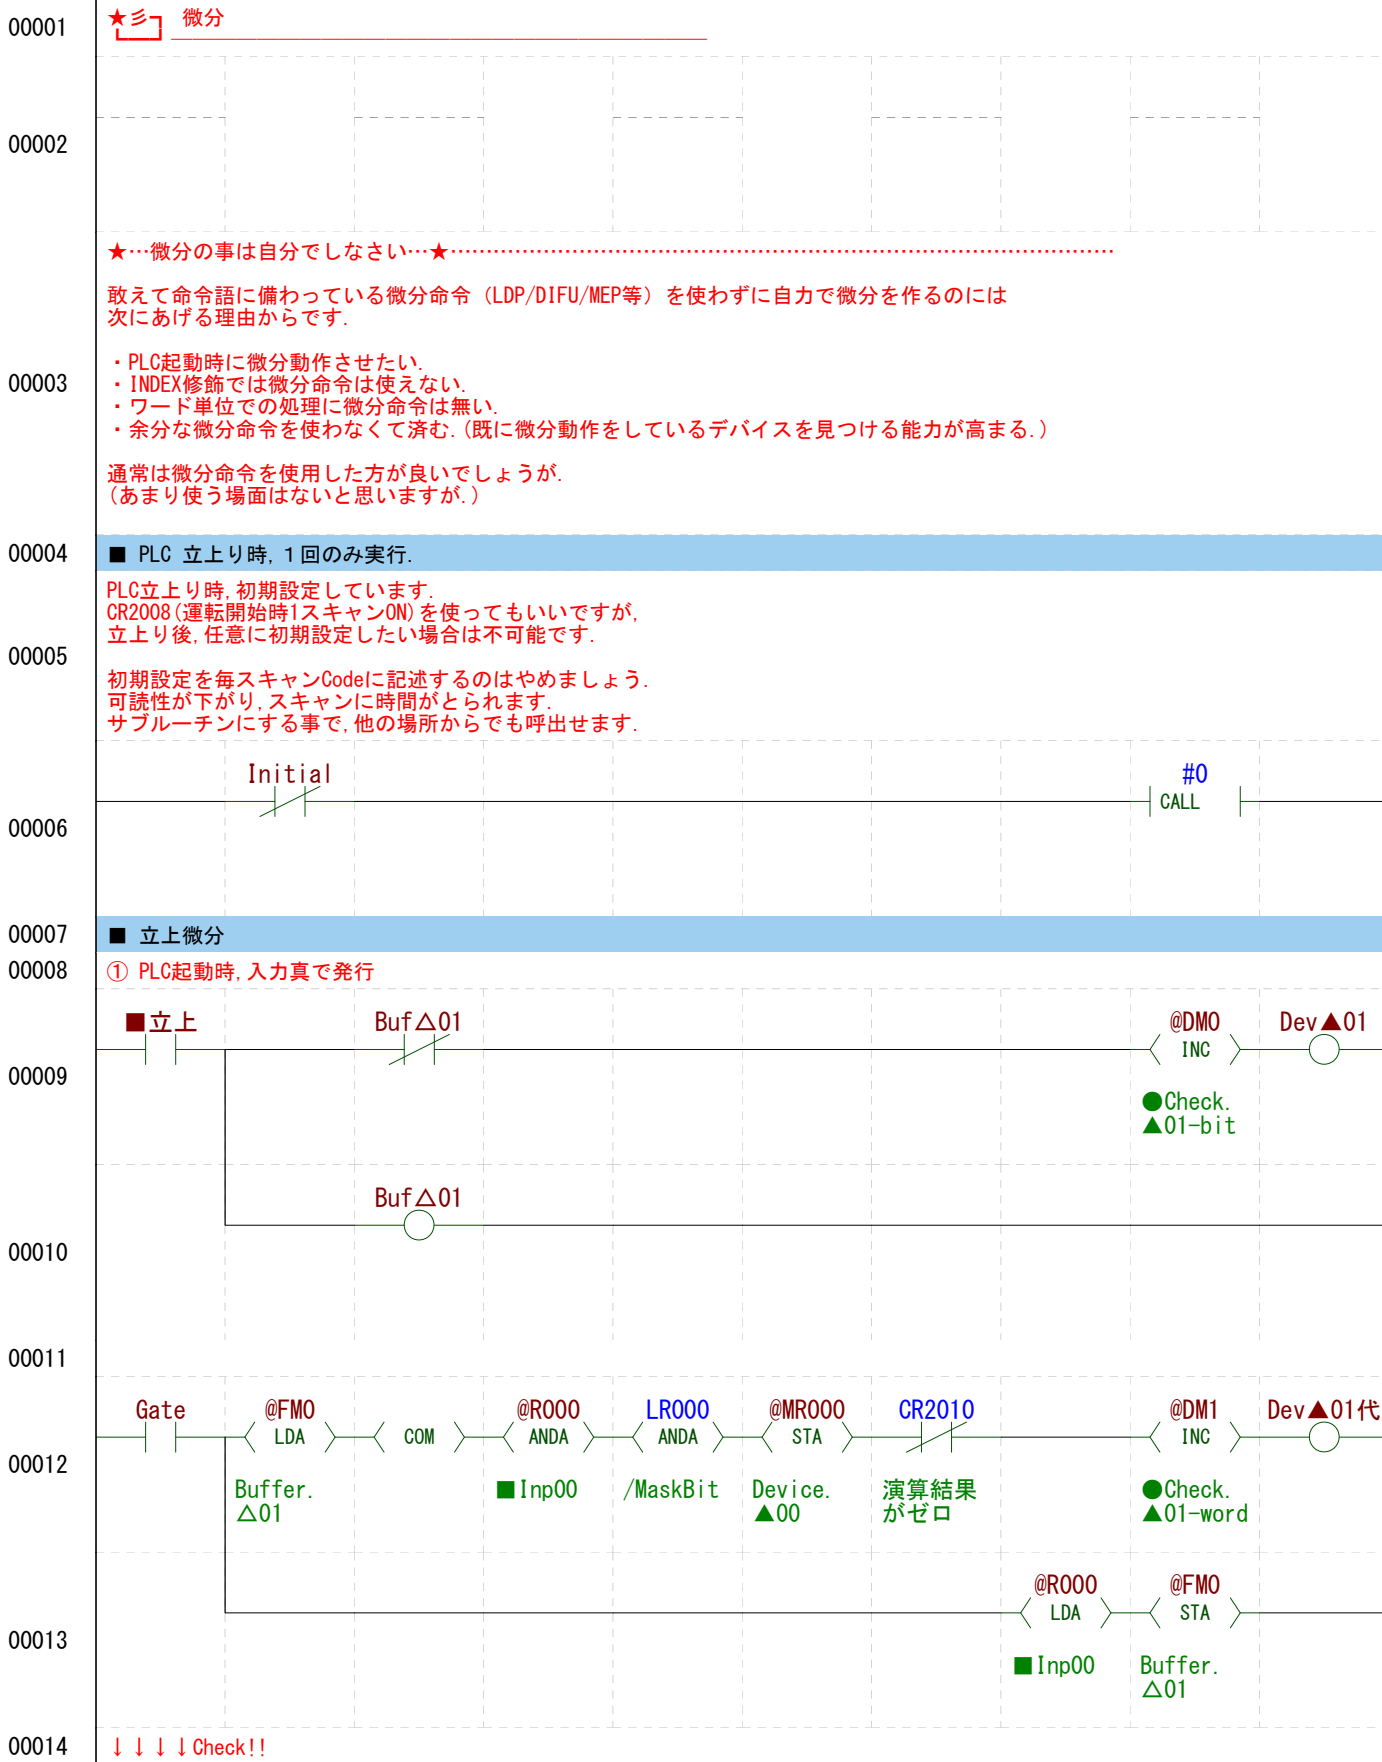 00001
★彡┓ 微分
00002
★…微分の事は自分でしなさい…★………………………………………………………………………………
敢えて命令語に備わっている微分命令（LDP/DIFU/MEP等）を使わずに自力で微分を作るのには
次にあげる理由からです.
・PLC起動時に微分動作させたい.
00003
・INDEX修飾では微分命令は使えない.
・ワード単位での処理に微分命令は無い.
・余分な微分命令を使わなくて済む.(既に微分動作をしているデバイスを見つける能力が高まる.)
通常は微分命令を使用した方が良いでしょうが.
(あまり使う場面はないと思いますが.)
00004
■ PLC 立上り時,１回のみ実行.
PLC立上り時,初期設定しています.
CR2008(運転開始時1スキャンON)を使ってもいいですが,
立上り後,任意に初期設定したい場合は不可能です.
00005
初期設定を毎スキャンCodeに記述するのはやめましょう.
可読性が下がり,スキャンに時間がとられます.
サブルーチンにする事で,他の場所からでも呼出せます.
Initial #0
CALL
00006
00007
■ 立上微分
00008
① PLC起動時,入力真で発行
■立上 Buf△01 @DM0 Dev▲01
INC
00009
●Check.
▲01-bit
Buf△01
00010
00011
Gate @FM0 @R000 LR000 @MR000 CR2010 @DM1 Dev▲01代
LDA COM ANDA ANDA STA INC
00012
Buffer. ■Inp00 /MaskBit Device. 演算結果 ●Check.
△01 ▲00 がゼロ ▲01-word
@R000 @FM0
LDA STA
00013
■Inp00 Buffer.
△01
00014
↓↓↓↓Check!!